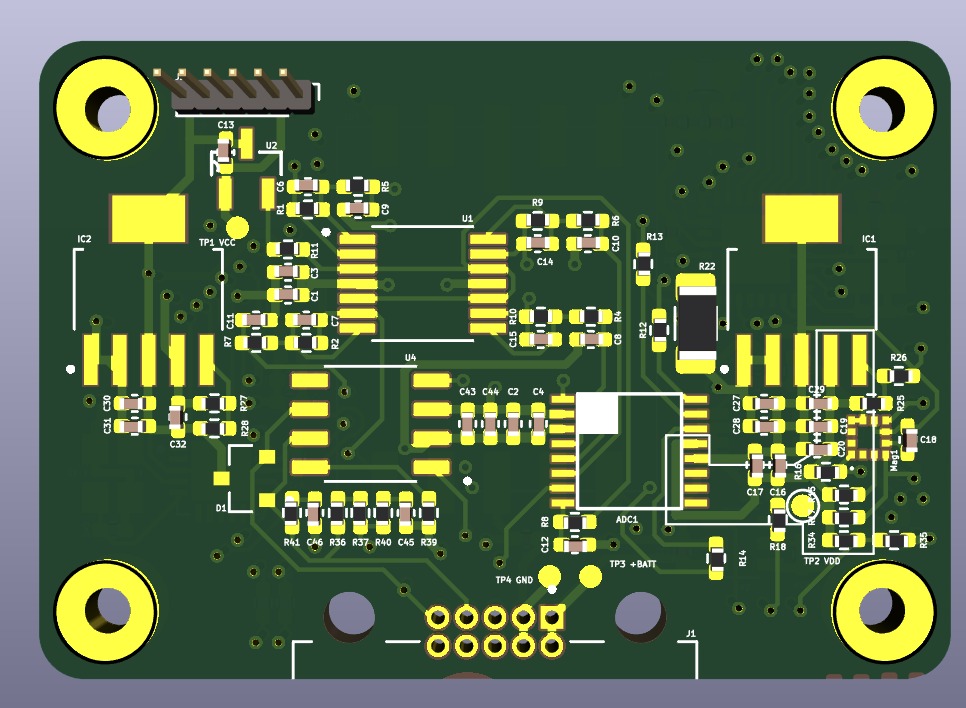 C13
U2
C6
R5
R1
C9
U1
R9
R6
C14
C10
TP1 VCC
IC2
R11
C3
C1
R13
R22
IC1
C11
C7
R7
R2
R10
R4
C15
C8
R12
U4
C30
C31
C32
R27
R28
C43
C44
C2
C4
C27
C28
C29
C19
C20
R26
R25
C18
Mag1
C17
C16
R16
D1
R41
C46
R36
R37
R40
C45
R39
R8
C12
ADC1
R18
R34
R35
R14
TP2 VDD
TP3 +BATT
TP4 GND
J1